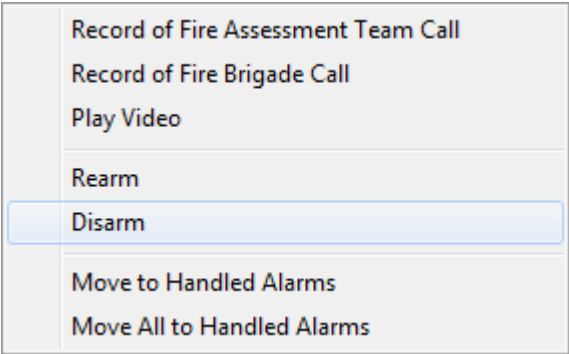 Record of Fire Assessment Team Call
Record of Fire Brigade Call
Play Video
Rearm
Disarm
Move to Handled Alarms
Move All to Handled Alarms